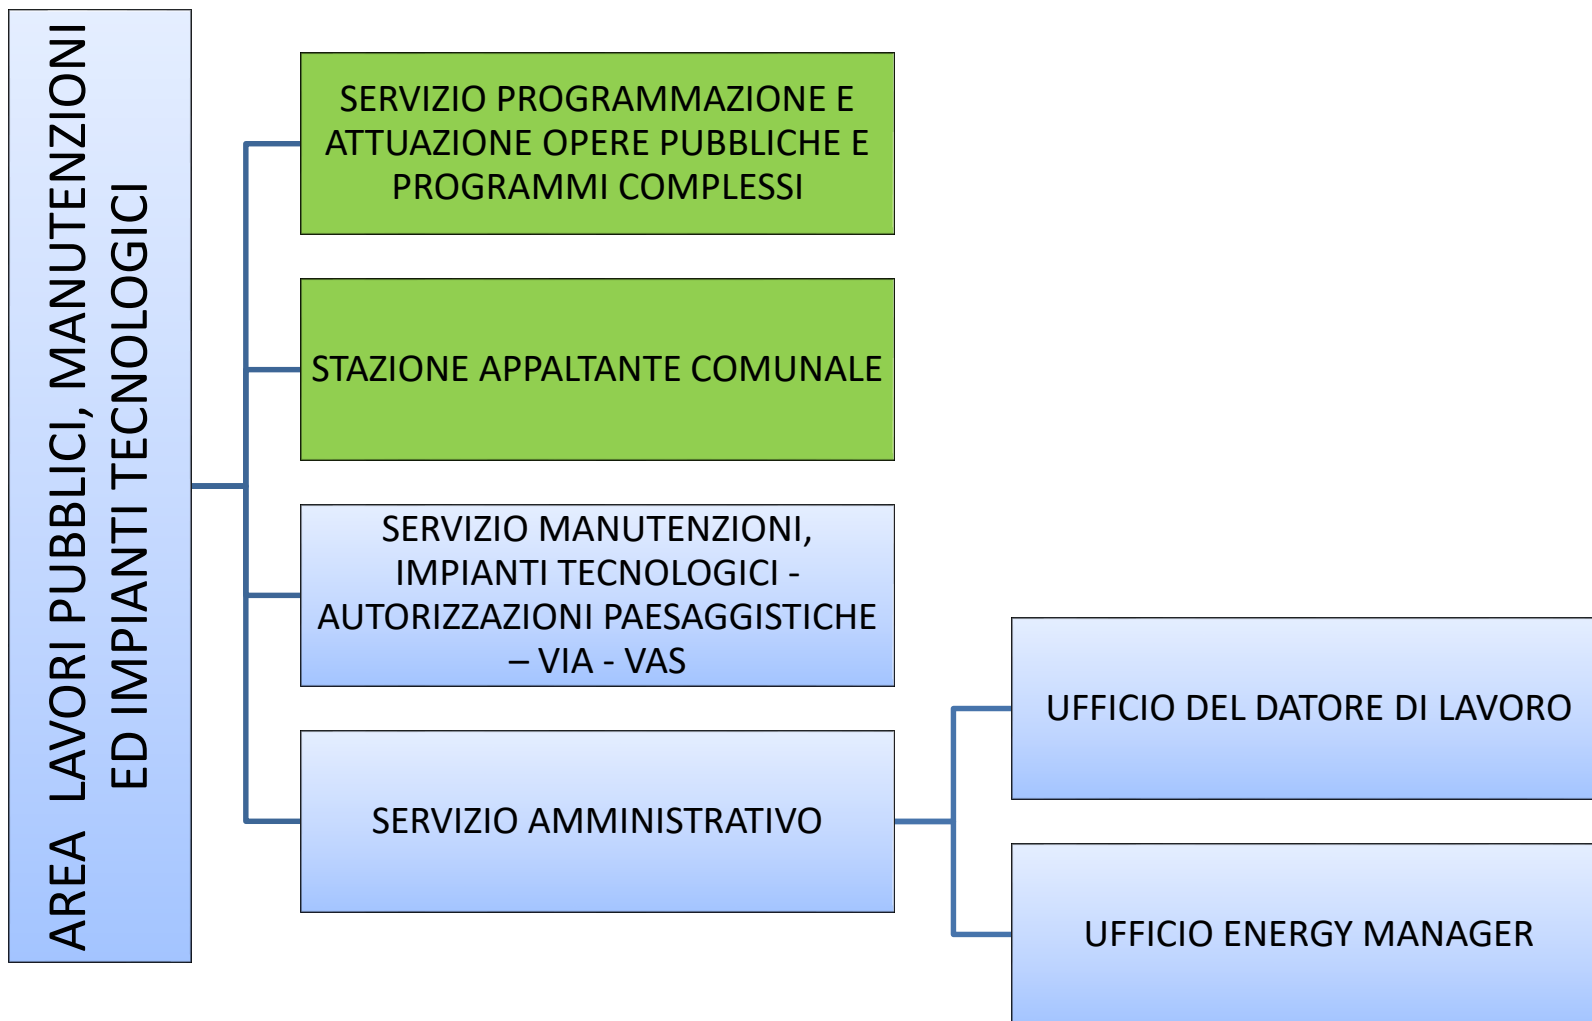 AREA LAVORI PUBBLICI, MANUTENZIONI
ED IMPIANTI TECNOLOGICI
SERVIZIO PROGRAMMAZIONE E
ATTUAZIONE OPERE PUBBLICHE E
PROGRAMMI COMPLESSI
STAZIONE APPALTANTE COMUNALE
SERVIZIO MANUTENZIONI,
IMPIANTI TECNOLOGICI -
AUTORIZZAZIONI PAESAGGISTICHE
– VIA - VAS
SERVIZIO AMMINISTRATIVO
UFFICIO DEL DATORE DI LAVORO
UFFICIO ENERGY MANAGER